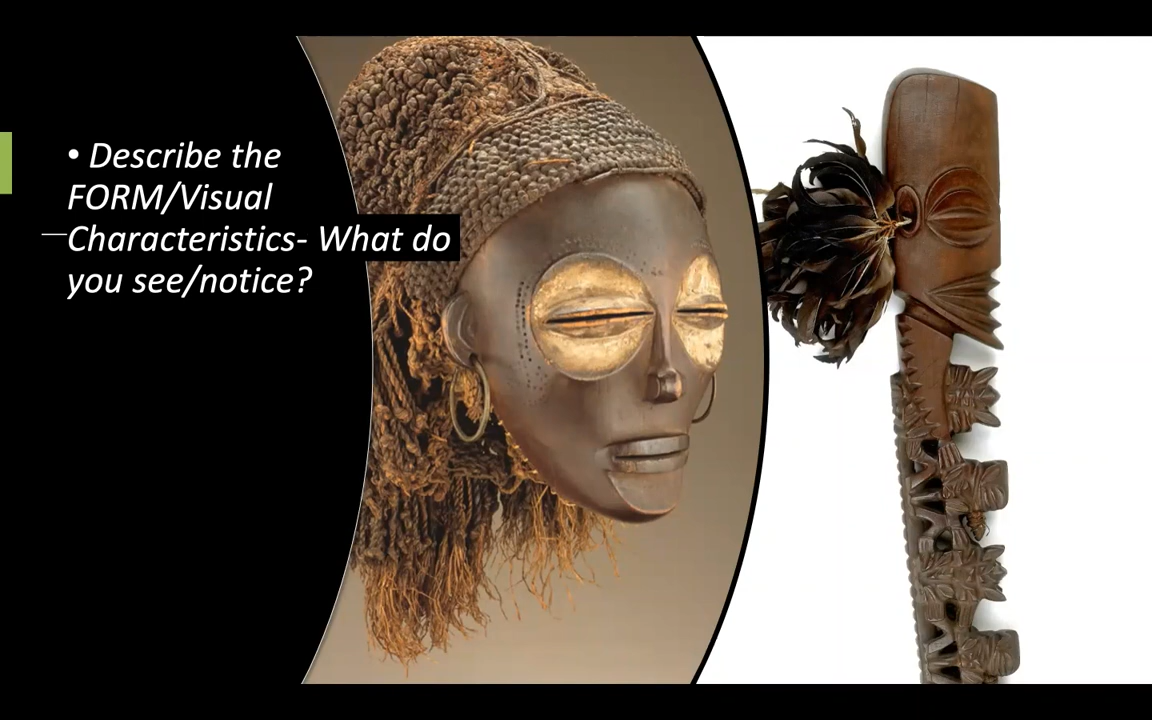 • Describe the
FORM/Visual
Characteristics- What do
you see/notice?